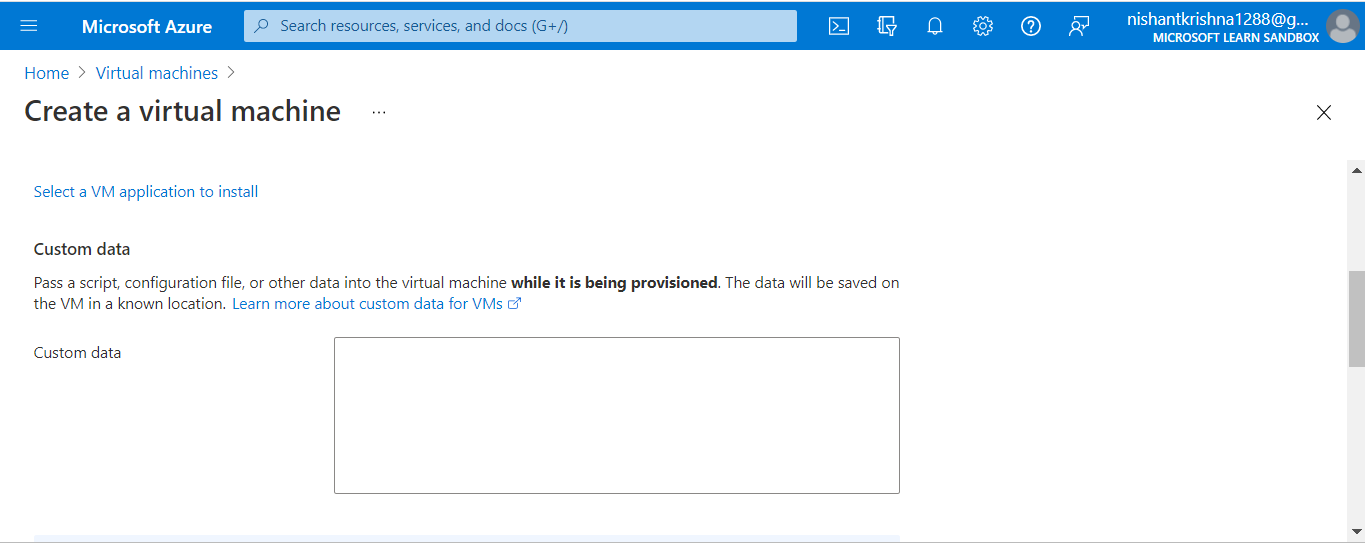 Microsoft Azure
Search resources, services, and docs (G+/)
nishantkrishna1288@g...
MICROSOFT LEARN SANDBOX
Home > Virtual machines >
Create a virtual machine ...
Select a VM application to install
Custom data
Pass a script, configuration file, or other data into the virtual machine while it is being provisioned. The data will be saved on
the VM in a known location. Learn more about custom data for VMs
Custom data